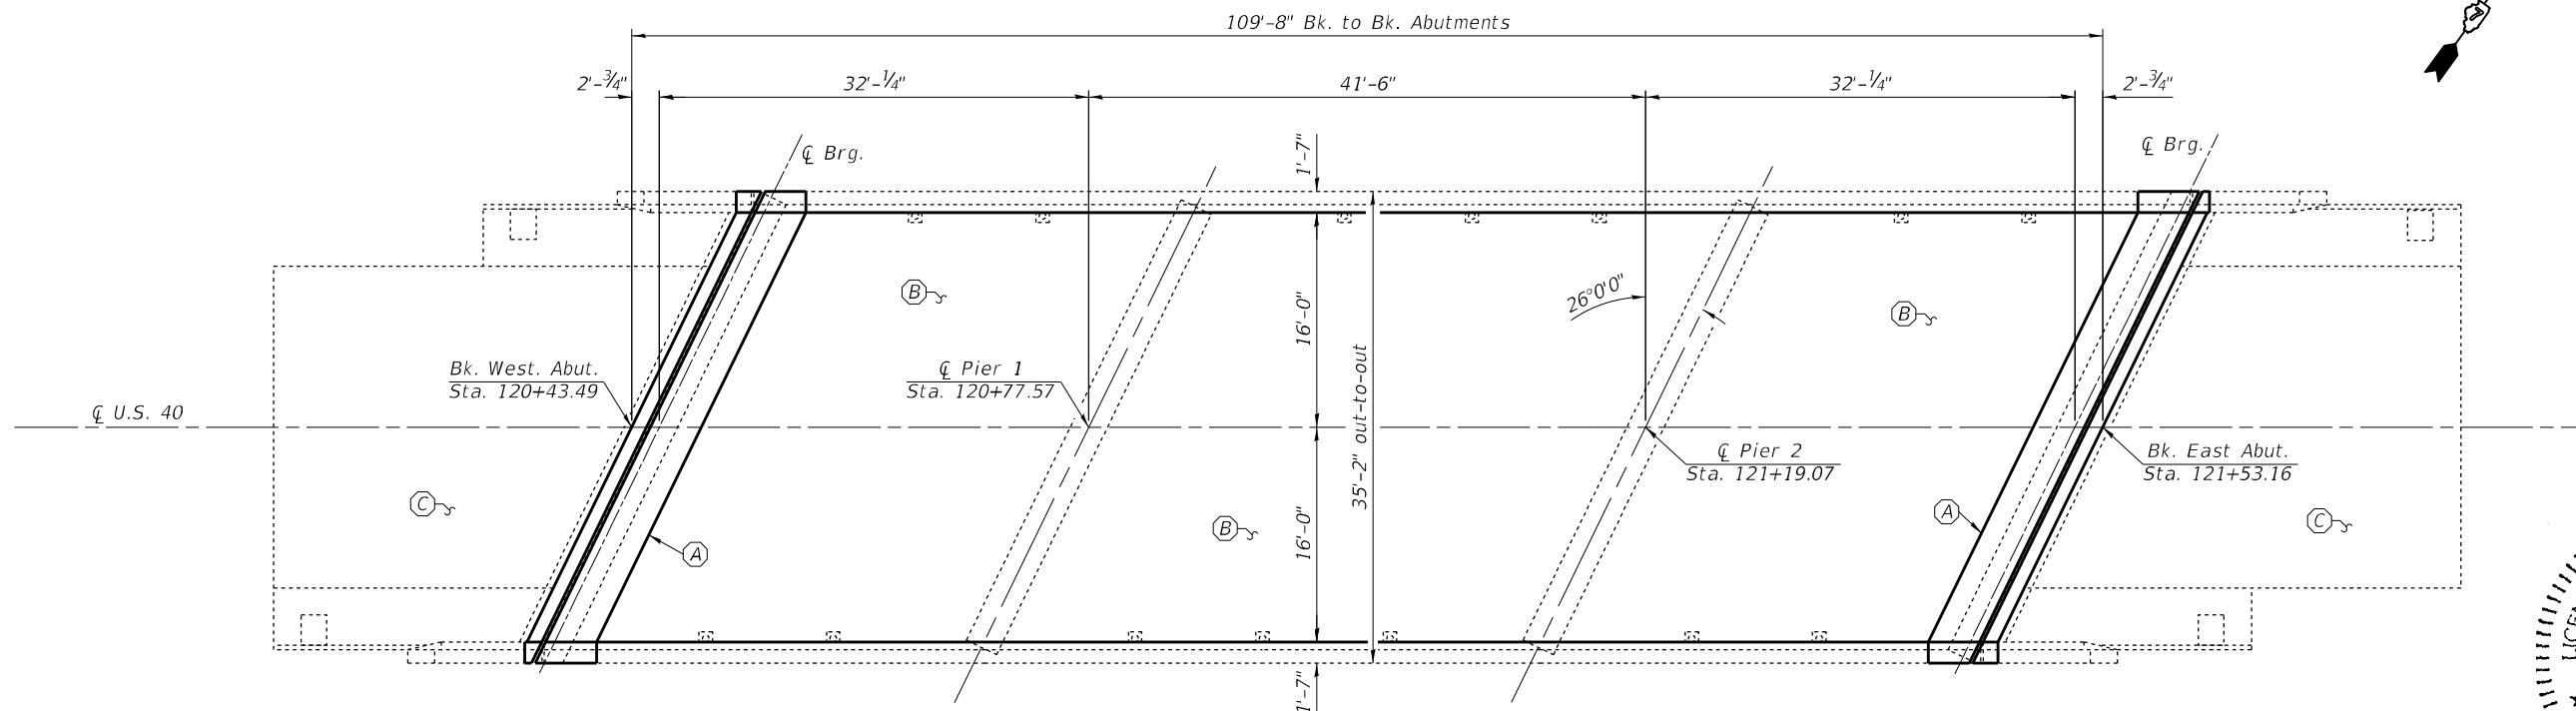 109'-8" Bk. to Bk. Abutments
2'-3/4"
32'-1/4"
41'-6"
32'-1/4"
2'-3/4"
℄ Brg.
1'-7"
℄ Brg.
B
16'-0"
26°0'0"
B
Bk. West. Abut.
Sta. 120+43.49
℄ Pier 1
Sta. 120+77.57
35'-2" out-to-out
℄ U.S. 40
℄ Pier 2
Sta. 121+19.07
Bk. East Abut.
Sta. 121+53.16
C
A
B
16'-0"
A
C
1'-7"